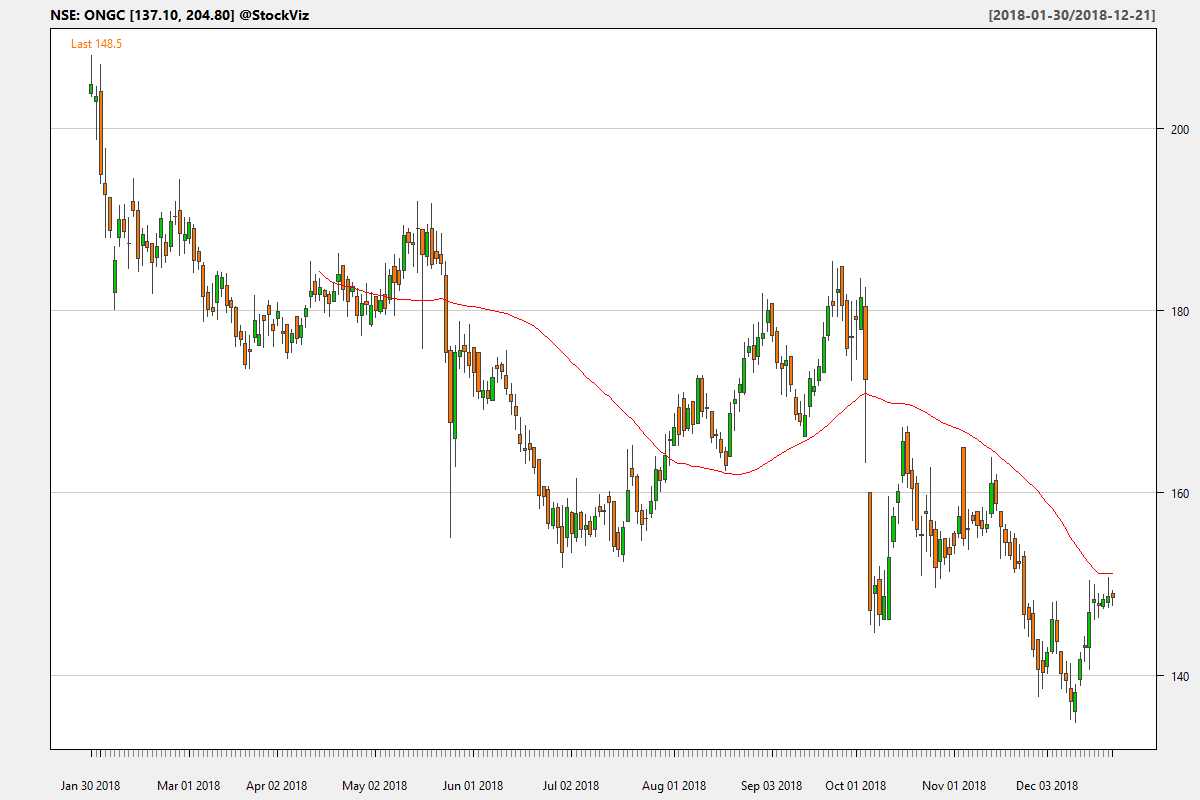 NSE: ONGC [137.10, 204.80] @StockViz
[2018-01-30/2018-12-21]
Last 148.5
200
180
160
140
Jan 30 2018
Mar 01 2018
Apr 02 2018
May 02 2018
Jun 01 2018
Jul 02 2018
Aug 01 2018
Sep 03 2018
Oct 01 2018
Nov 01 2018
Dec 03 2018